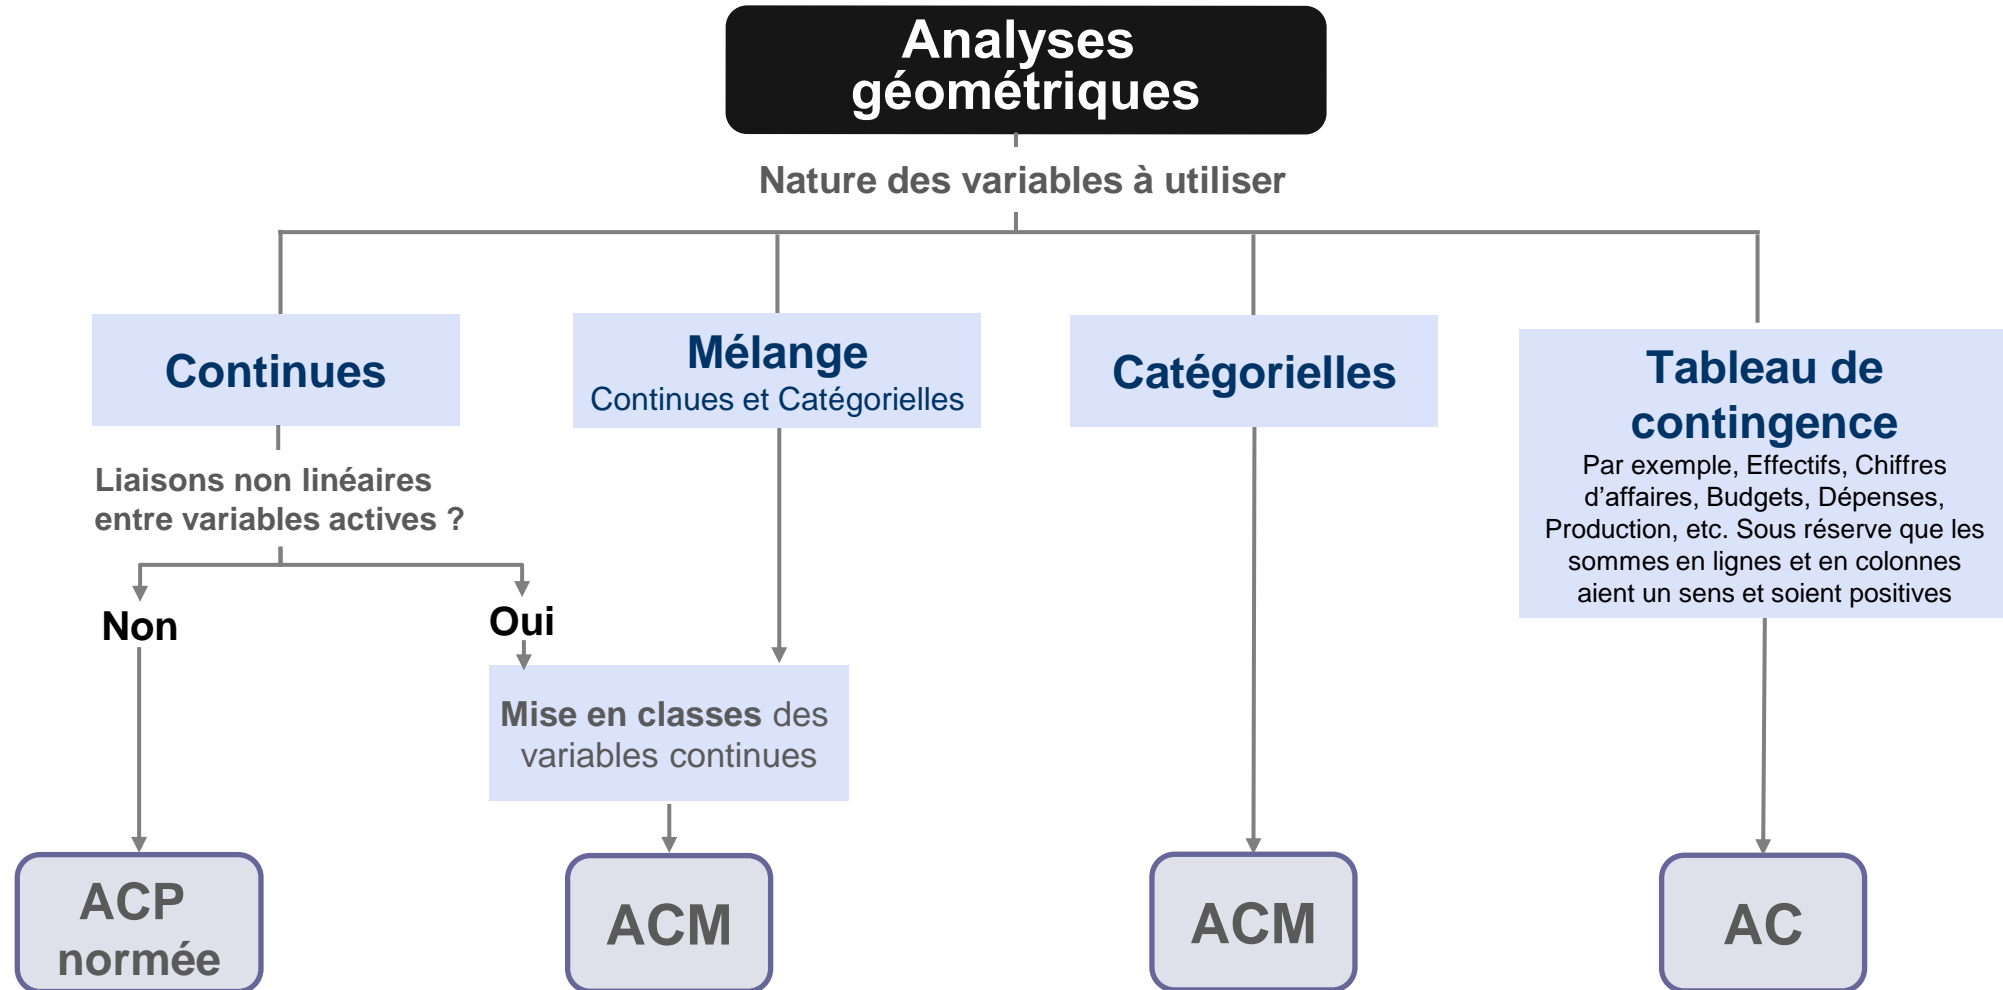 Analyses
géométriques
Nature des variables à utiliser
Continues
Mélange
Continues et Catégorielles
Catégorielles
Tableau de
contingence
Par exemple, Effectifs, Chiffres
d’affaires, Budgets, Dépenses,
Production, etc. Sous réserve que les
sommes en lignes et en colonnes
aient un sens et soient positives
Liaisons non linéaires
entre variables actives ?
Non
Oui
Mise en classes des
variables continues
ACP
normée
ACM
ACM
AC